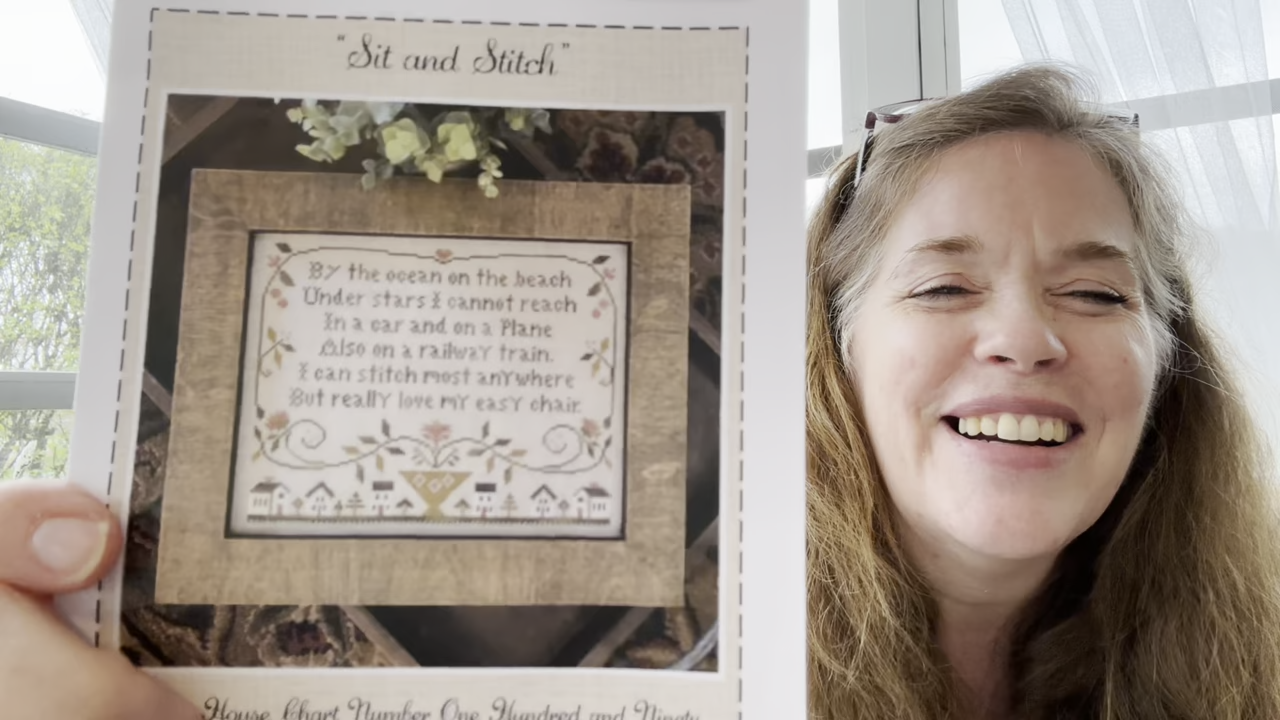 "Sit and Stitch"
By the ocean on the beach
Under stars I cannot reach
In a car and on a Plane
Also on a railway train.
I can stitch most anywhere
But really love my easy chair.
House Chart Number One Hundred and Ninety